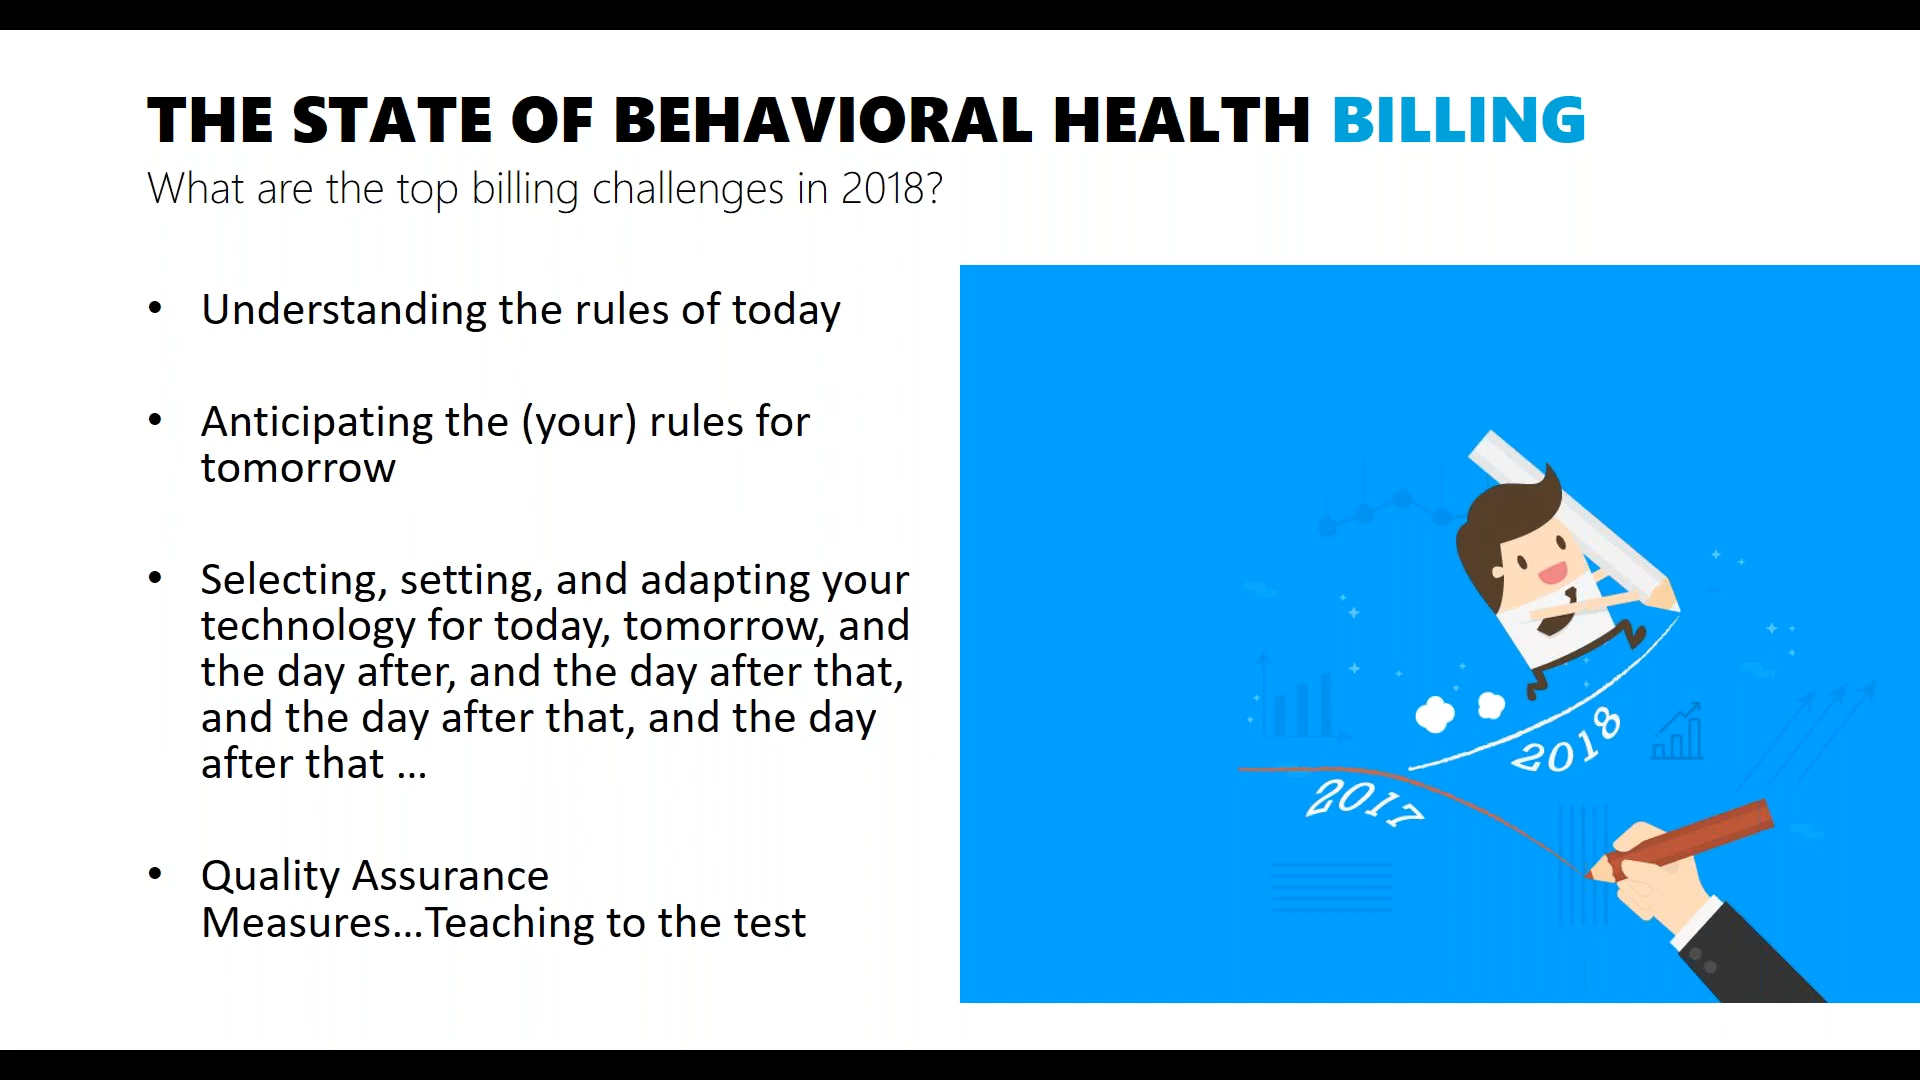 THE STATE OF BEHAVIORAL HEALTH BILLING
What are the top billing challenges in 2018?
• Understanding the rules of today
• Anticipating the (your) rules for
tomorrow
• Selecting, setting, and adapting your
technology for today, tomorrow, and
the day after, and the day after that,
and the day after that, and the day
after that ...
• Quality Assurance
Measures...Teaching to the test
2018
2017